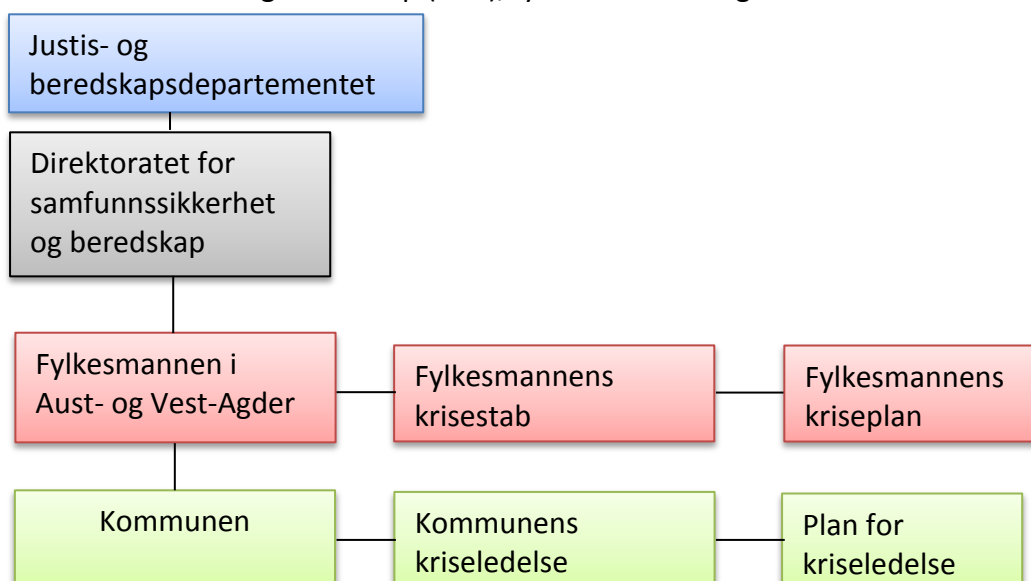 Justis- og
beredskapsdepartementet
Direktoratet for
samfunnssikkerhet
og beredskap
Fylkesmannen i
Aust- og Vest-Agder
Fylkesmannens
krisestab
Fylkesmannens
kriseplan
Kommunen
Kommunens
kriseledelse
Plan for
kriseledelse